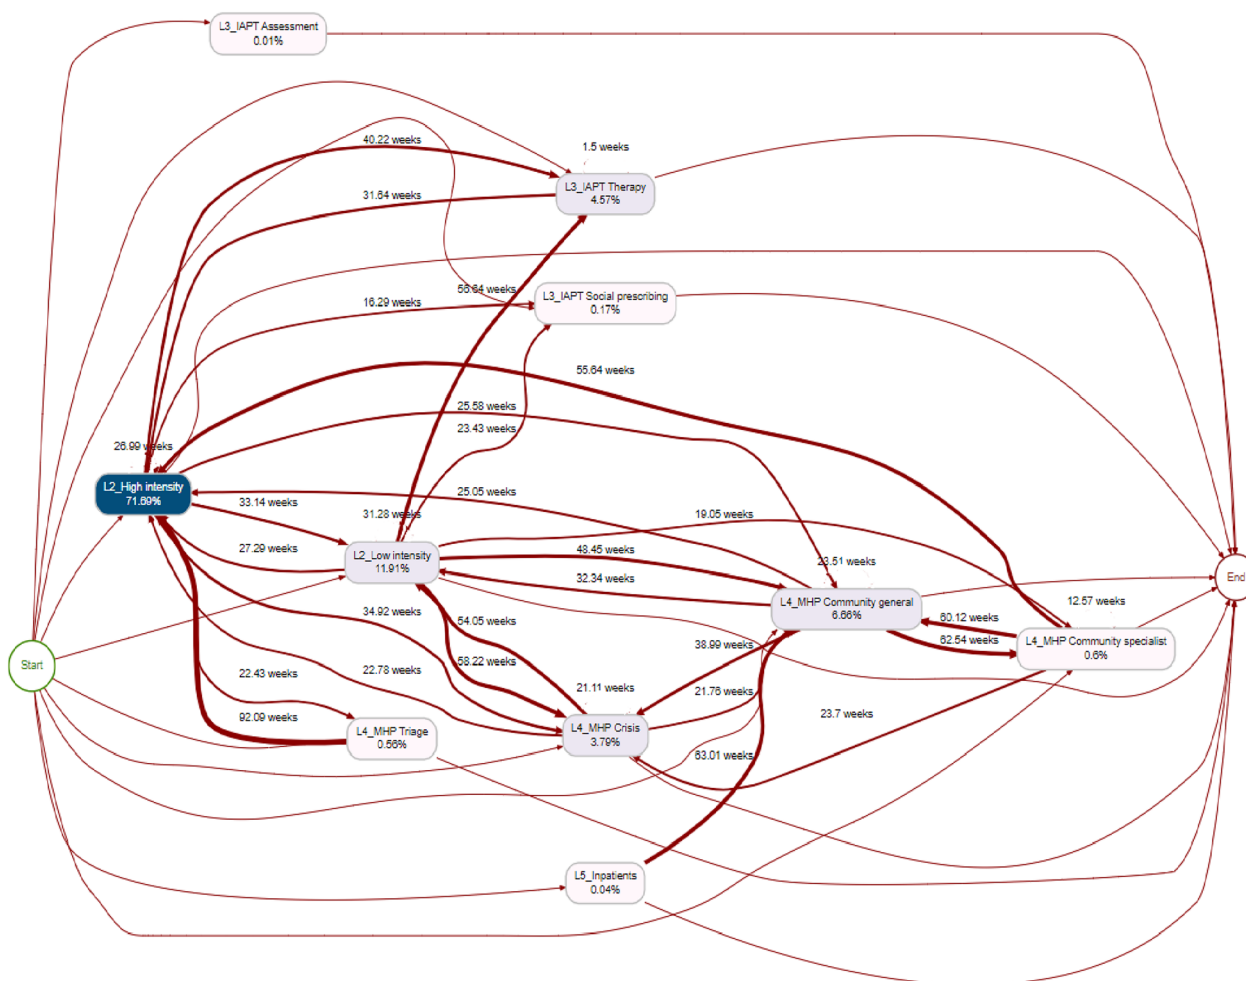 L3_IAPT Assessment
0.01%
40.22 weeks
1.5 weeks
L3_IAPT Therapy
4.57%
31.64 weeks
56.64 weeks
L3_IAPT Social prescribing
0.17%
16.29 weeks
55.64 weeks
25.58 weeks
23.43 weeks
26.99 weeks
L2_High intensity
71.69%
25.05 weeks
33.14 weeks
31.28 weeks
19.05 weeks
27.29 weeks
L2_Low intensity
11.91%
48.46 weeks
23.51 weeks
32.34 weeks
L4_MHP Community general
6.66%
12.57 weeks
End
34.92 weeks
54.05 weeks
60.12 weeks
62.54 weeks
L4_MHP Community specialist
0.6%
38.99 weeks
Start
58.22 weeks
22.43 weeks
22.78 weeks
21.11 weeks
21.76 weeks
92.09 weeks
L4_MHP Triage
0.56%
L4_MHP Crisis
3.79%
23.7 weeks
63.01 weeks
L5_Inpatients
0.04%